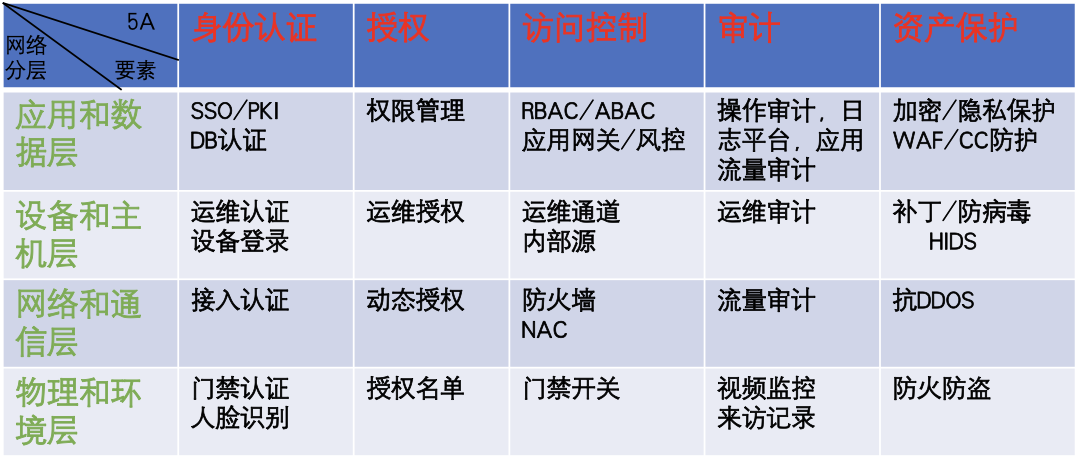 5A
网络
分层
要素
身份认证
授权
访问控制
审计
资产保护
应用和数
据层
SSO/PKI
DB认证
权限管理
RBAC/ABAC
应用网关/风控
操作审计，日
志平台，应用
流量审计
加密/隐私保护
WAF/CC防护
设备和主
机层
运维认证
设备登录
运维授权
运维通道
内部源
运维审计
补丁/防病毒
HIDS
网络和通
信层
接入认证
动态授权
防火墙
NAC
流量审计
抗DDOS
物理和环
境层
门禁认证
人脸识别
授权名单
门禁开关
视频监控
来访记录
防火防盗